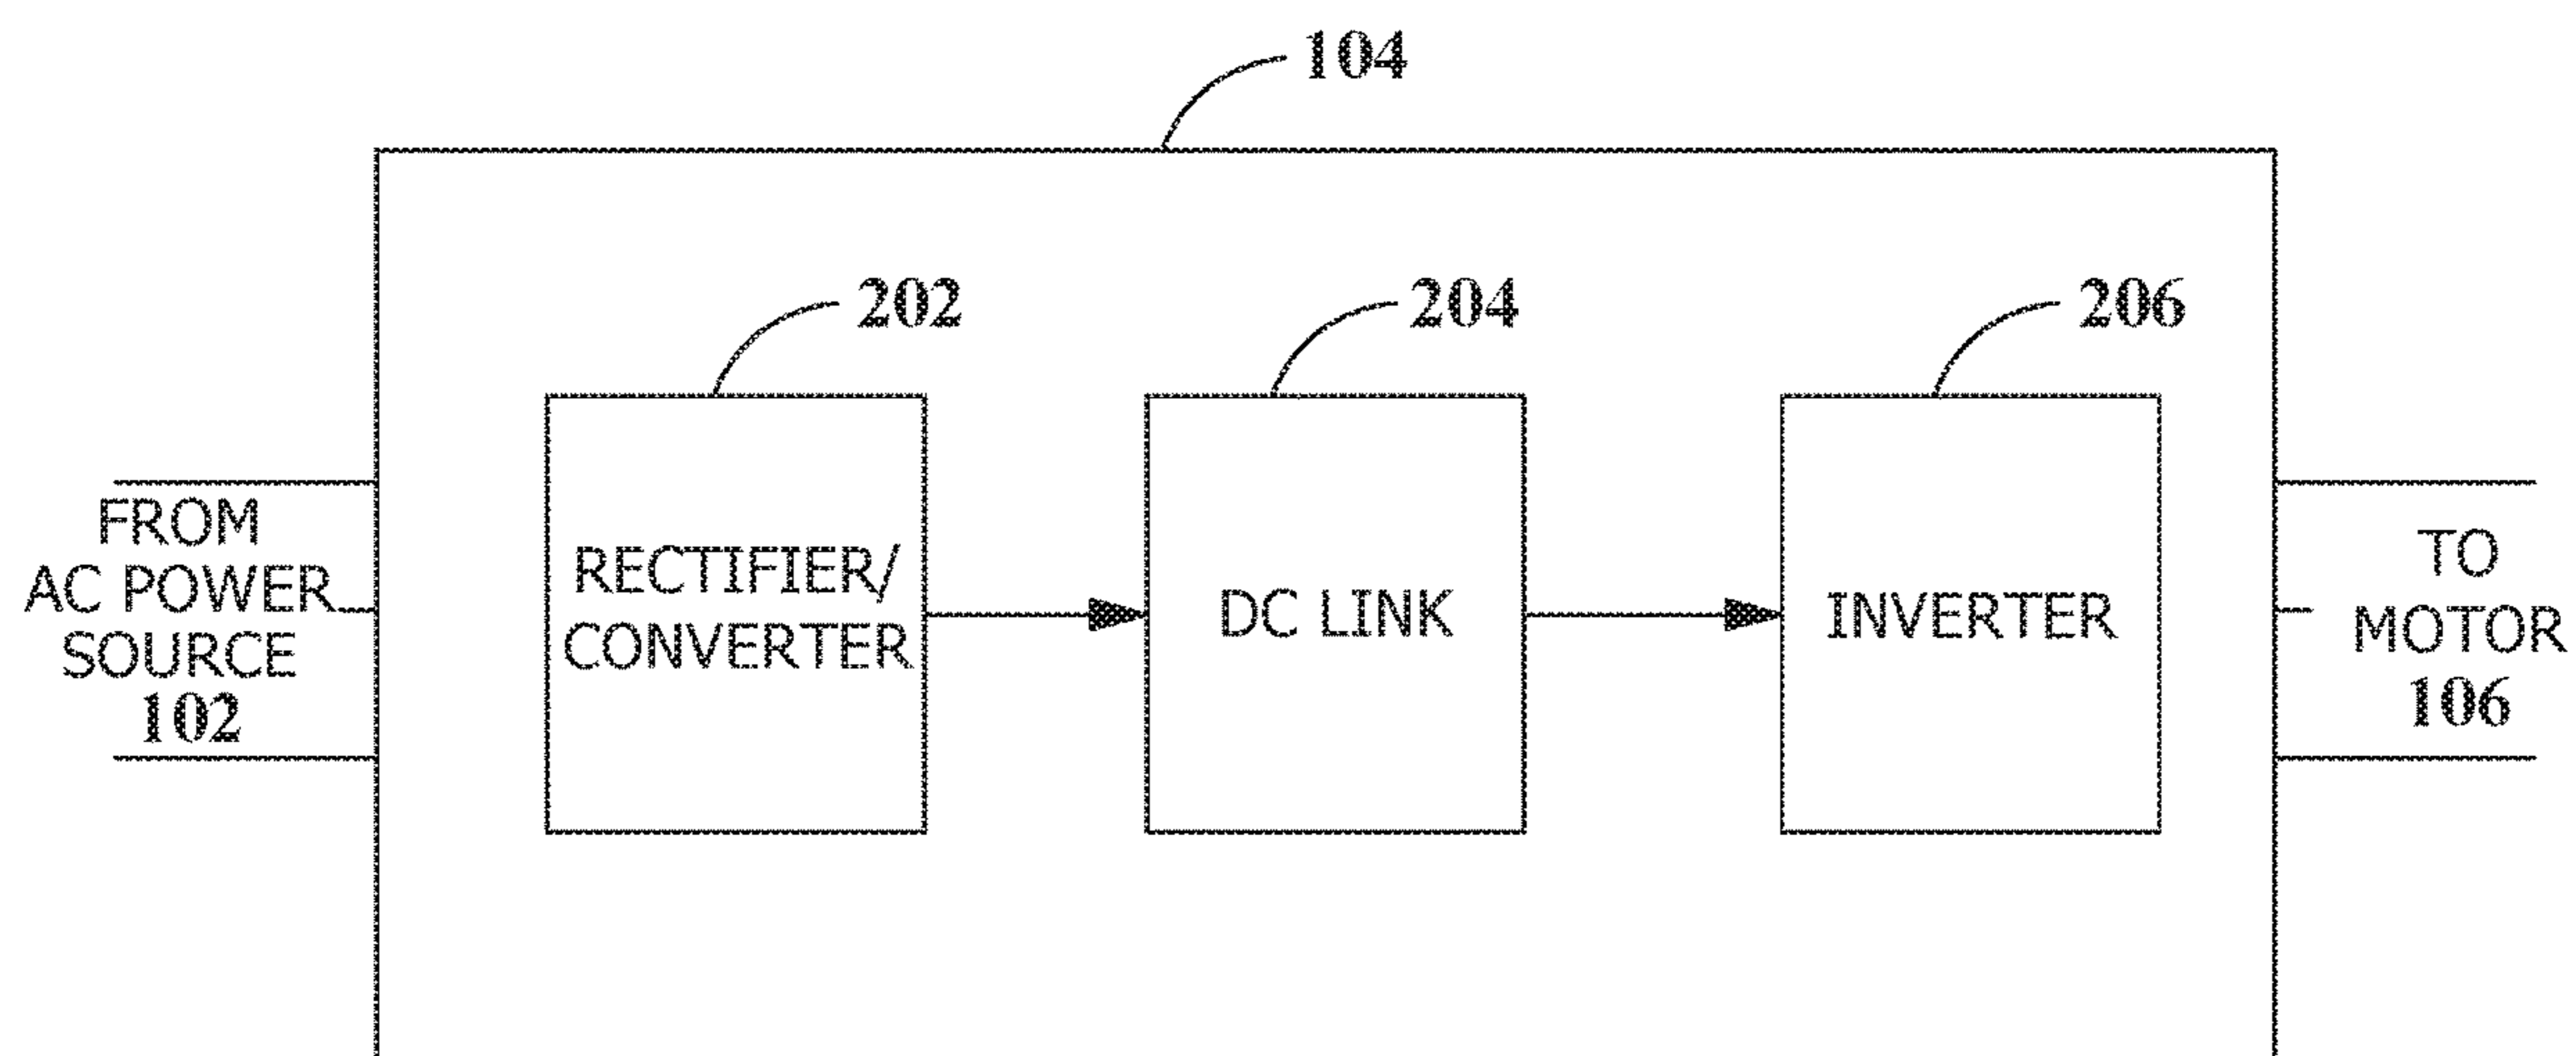 104
202
204
206
FROM
AC POWER
SOURCE
102
RECTIFIER/
CONVERTER
DC LINK
INVERTER
TO
MOTOR
106